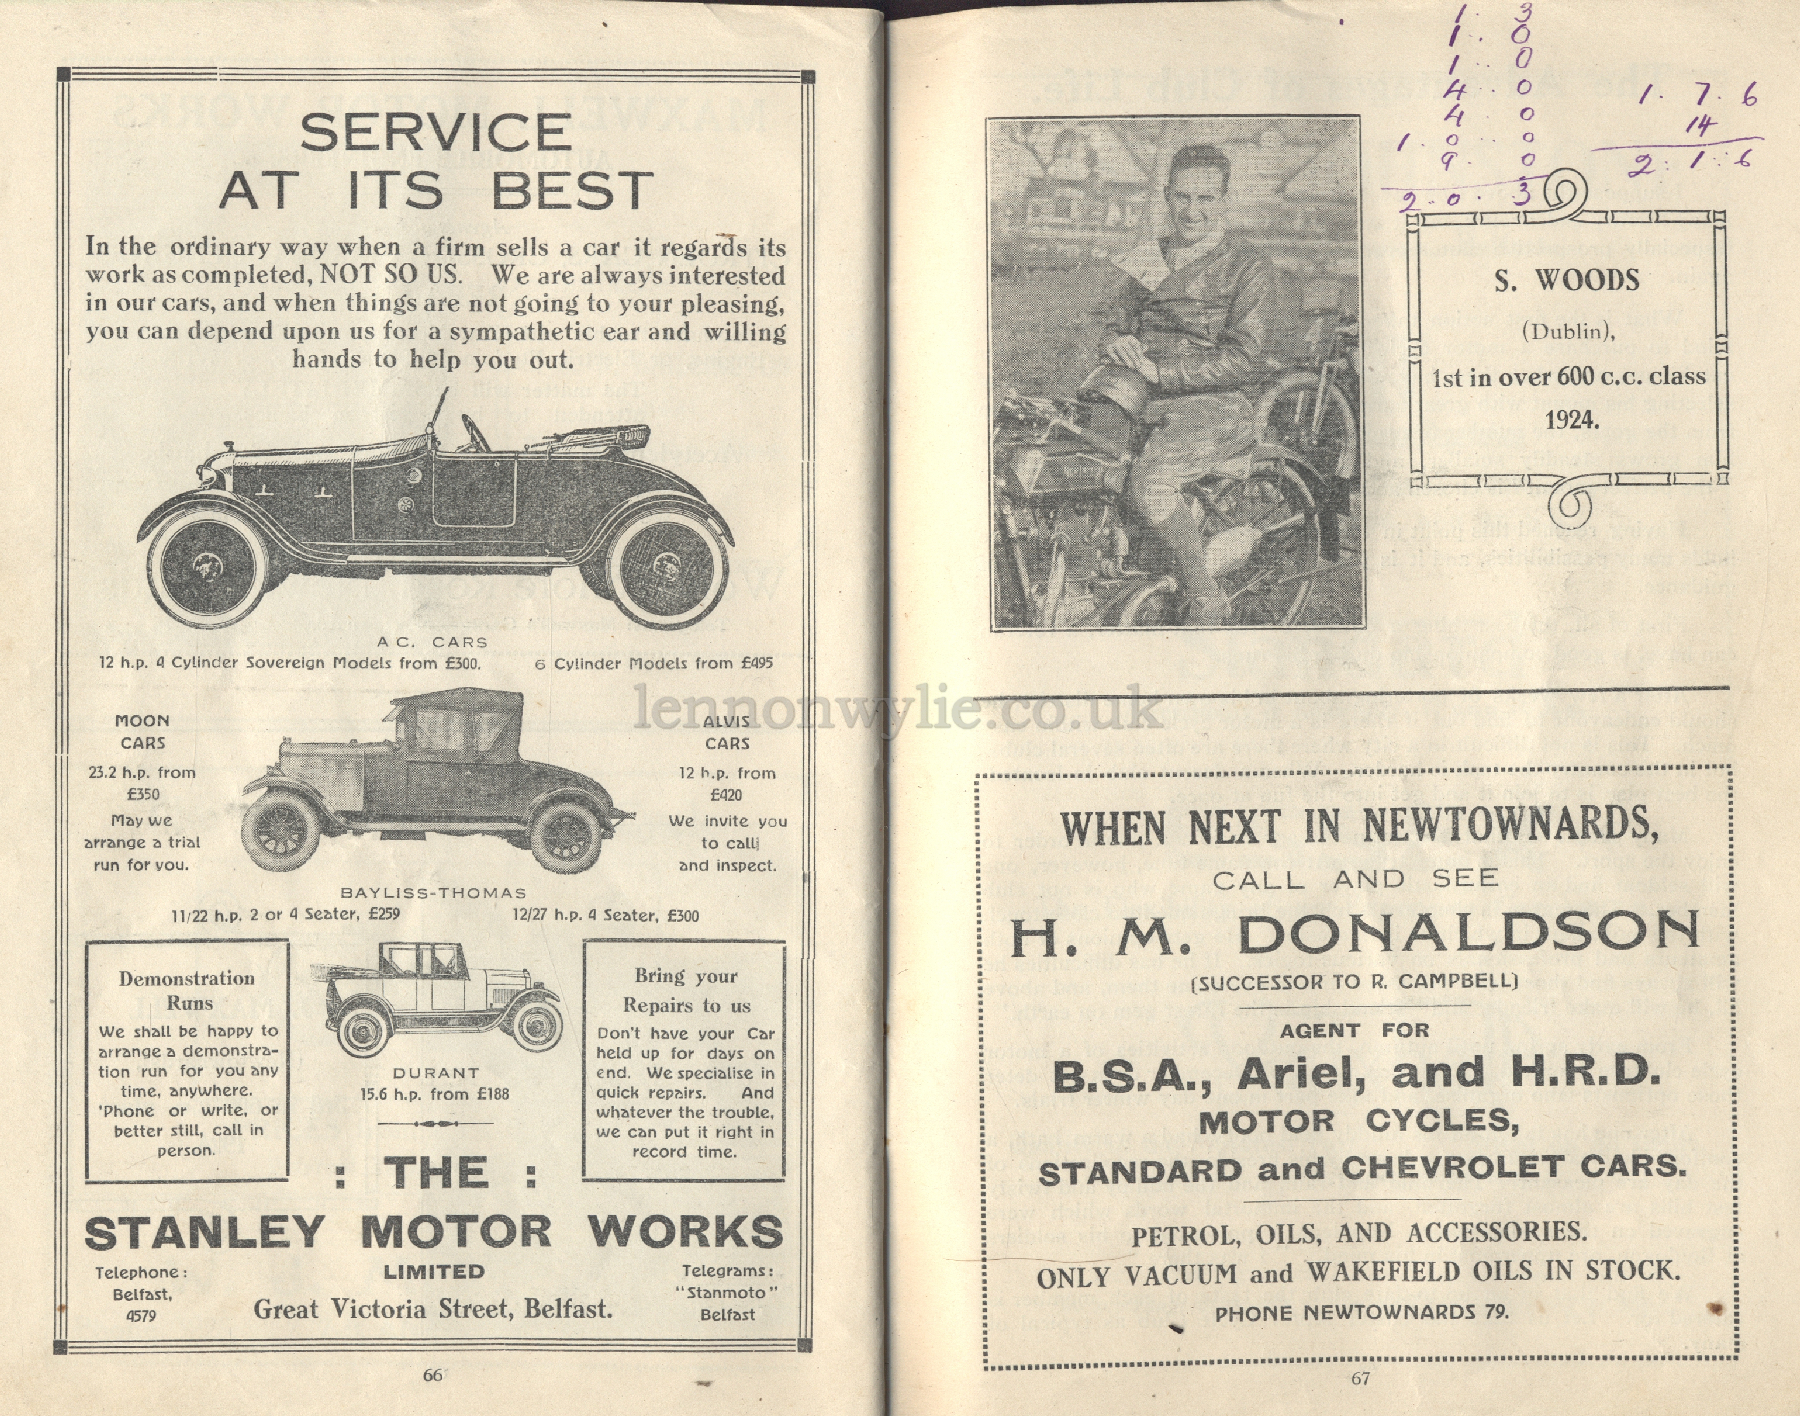 SERVICE
AT ITS BEST
In the ordinary way when a firm sells a car it regards its
work as completed, NOT SO US. We are always interested
in our cars, and when things are not going to your pleasing,
you can depend upon us for a sympathetic ear and willing
hands to help you out.
A C. CARS
12 h.p. 4 Cylinder Sovereign Models from £300. 6 Cylinder Models from £495
MOON
CARS
23.2 h.p. from
£350
May we
arrange a trial
run for you.
ALVIS
CARS
12 h.p. from
£420
We invite you
to call
and inspect.
BAYLISS-THOMAS
11/22 h.p. 2 or 4 Seater, £259 12/27 h.p. 4 Seater, £300
Demonstration
Runs
We shall be happy to
arrange a demonstra-
tion run for you any
time, anywhere.
'Phone or write, or
better still, call in
person.
DURANT
15.6 h.p. from £188
Bring your
Repairs to us
Don't have your Car
held up for days on
end. We specialise in
quick repairs. And
whatever the trouble,
we can put it right in
record time.
: THE :
STANLEY MOTOR WORKS
LIMITED
Great Victoria Street, Belfast.
Telephone:
Belfast,
4579
Telegrams:
"Stanmoto"
Belfast
66
1 . 3
1 . 0
1 .. 0
4 .. 0
4 . 0
1 . 0 .. 0
9 . 0
2 . 0 . 3
1 . 7 . 6
14
2 : 1 : 6
S. WOODS
(Dublin),
1st in over 600 c.c. class
1924.
lennonwylie.co.uk
WHEN NEXT IN NEWTOWNARDS,
CALL AND SEE
H. M. DONALDSON
(SUCCESSOR TO R. CAMPBELL)
AGENT FOR
B.S.A., Ariel, and H.R.D.
MOTOR CYCLES,
STANDARD and CHEVROLET CARS.
PETROL, OILS, AND ACCESSORIES.
ONLY VACUUM and WAKEFIELD OILS IN STOCK.
PHONE NEWTOWNARDS 79.
67